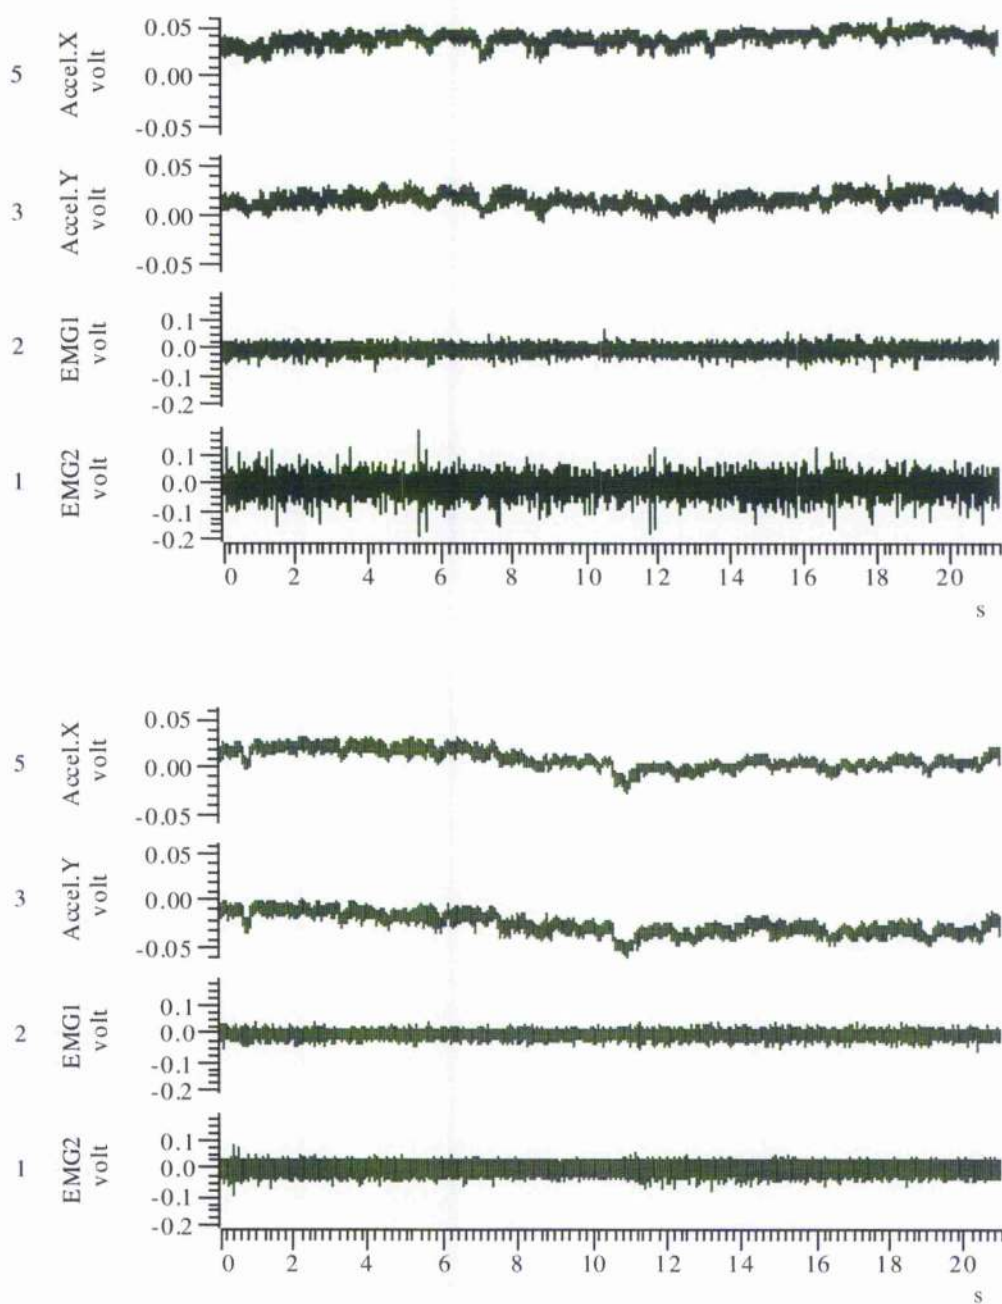 0.05
5 Accel.X volt 0.00
-0.05
0.05
3 Accel.Y volt 0.00
-0.05
0.1
2 EMG1 volt 0.0
-0.1
-0.2
0.1
1 EMG2 volt 0.0
-0.1
-0.2
0 2 4 6 8 10 12 14 16 18 20
s
0.05
5 Accel.X volt 0.00
-0.05
0.05
3 Accel.Y volt 0.00
-0.05
0.1
2 EMG1 volt 0.0
-0.1
-0.2
0.1
1 EMG2 volt 0.0
-0.1
-0.2
0 2 4 6 8 10 12 14 16 18 20
s